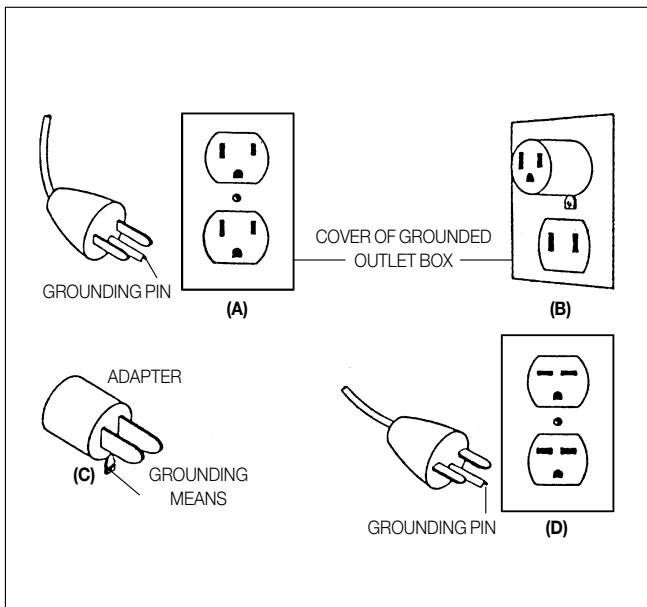 GROUNDING PIN
(A)
COVER OF GROUNDED
OUTLET BOX
(B)
ADAPTER
(C)
GROUNDING
MEANS
GROUNDING PIN
(D)